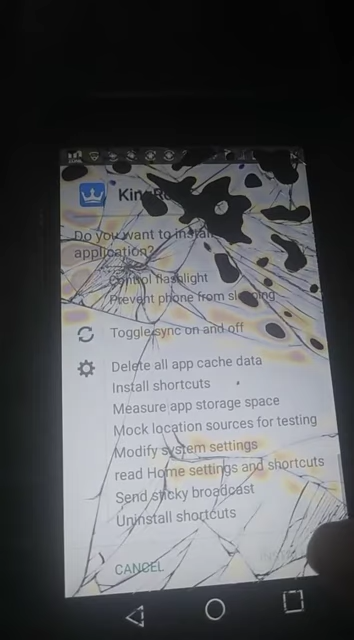 Do you want to install
application?
Control flashlight
Prevent phone from sleeping
Toggle sync on and off
Delete all app cache data
Install shortcuts
Measure app storage space
Mock location sources for testing
Modify system settings
read Home settings and shortcuts
Send sticky broadcast
Uninstall shortcuts
CANCEL